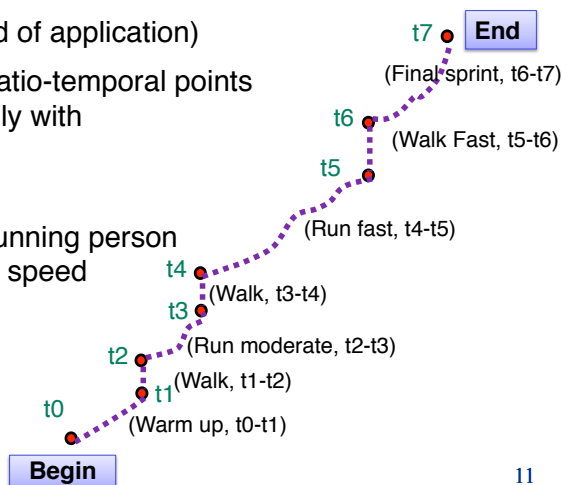 d of application)
atio-temporal points
ly with
unning person
speed
t7
End
(Final sprint, t6-t7)
t6
(Walk Fast, t5-t6)
t5
(Run fast, t4-t5)
t4
(Walk, t3-t4)
t3
(Run moderate, t2-t3)
t2
(Walk, t1-t2)
t1
t0
(Warm up, t0-t1)
Begin
11